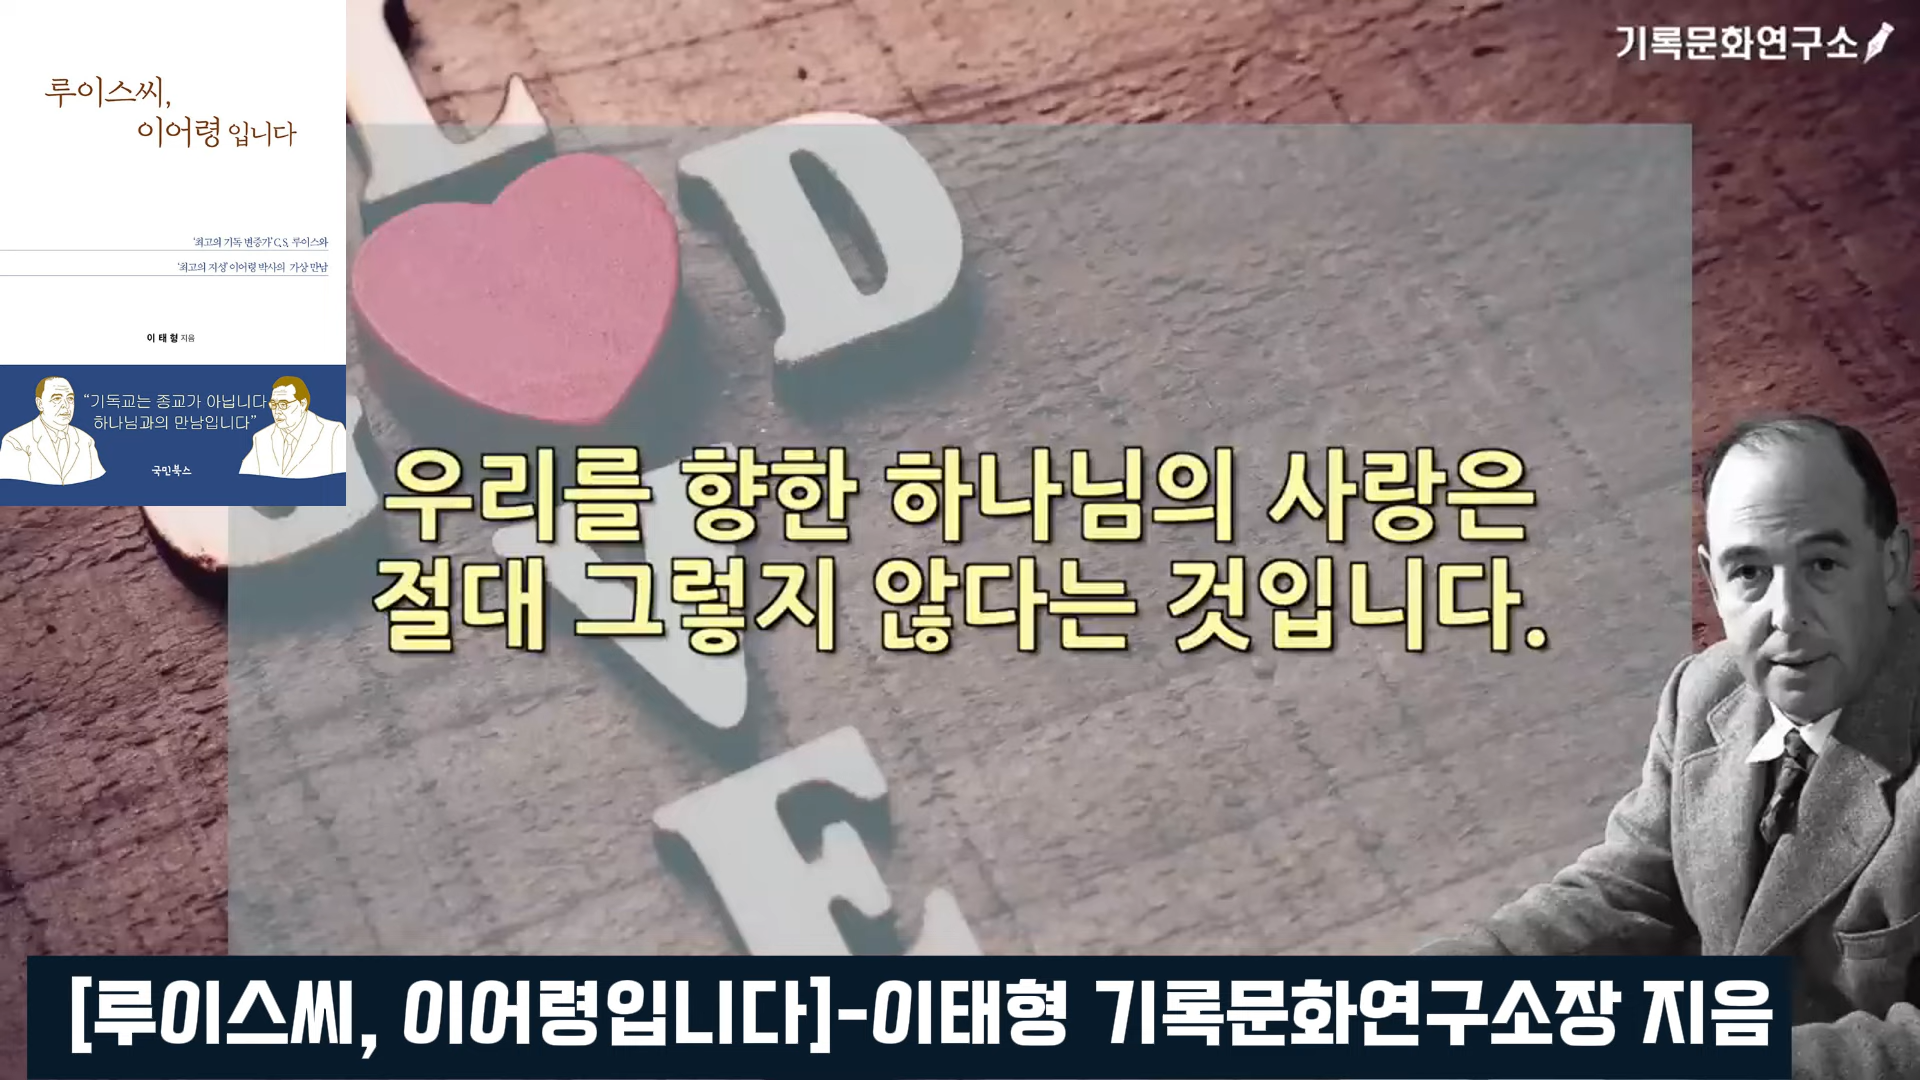 기록문화연구소
루이스씨,
이어령 입니다
'최고의 기독 변증가' C.S. 루이스와
'최고의 지성' 이어령 박사의 가상 만남
이태형 지음
"기독교는 종교가 아닙니다
하나님과의 만남입니다"
국민북스
L
D
V
E
우리를 향한 하나님의 사랑은
절대 그렇지 않다는 것입니다.
[루이스씨, 이어령입니다]-이태형 기록문화연구소장 지음